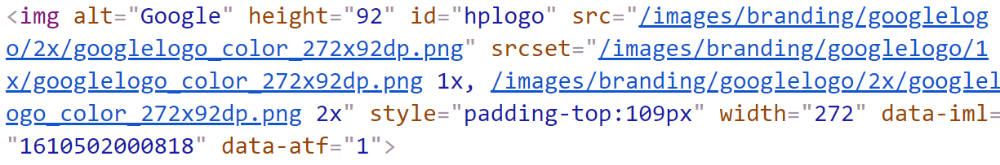 <img alt="Google" height="92" id="hplogo" src="/images/branding/googlelog
o/2x/googlelogo_color_272x92dp.png" srcset="/images/branding/googlelogo/1
x/googlelogo_color_272x92dp.png 1x, /images/branding/googlelogo/2x/googlel
ogo_color_272x92dp.png 2x" style="padding-top:109px" width="272" data-iml=
"1610502000818" data-atf="1">